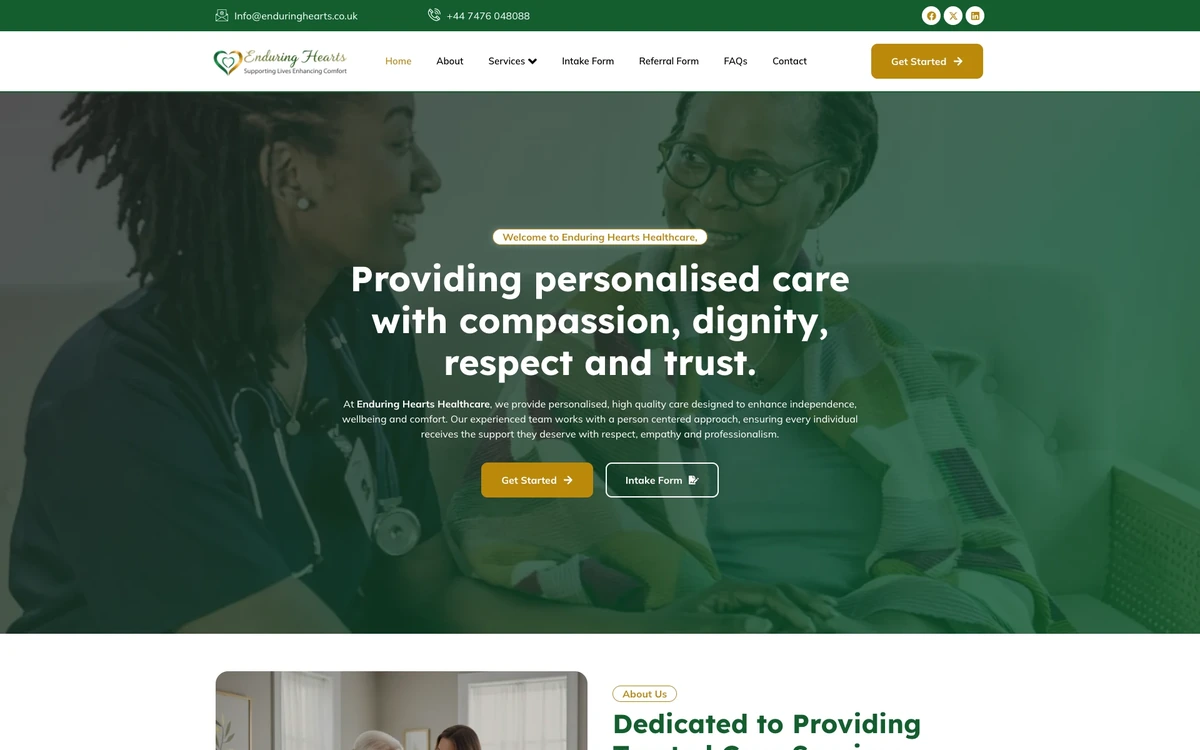 Info@enduringhearts.co.uk
+44 7476 048088
Enduring Hearts
Supporting Lives Enhancing Comfort
Home
About
Services
Intake Form
Referral Form
FAQs
Contact
Get Started
Welcome to Enduring Hearts Healthcare,
Providing personalised care
with compassion, dignity,
respect and trust.
At Enduring Hearts Healthcare, we provide personalised, high quality care designed to enhance independence,
wellbeing and comfort. Our experienced team works with a person centered approach, ensuring every individual
receives the support they deserve with respect, empathy and professionalism.
Get Started
Intake Form
About Us
Dedicated to Providing